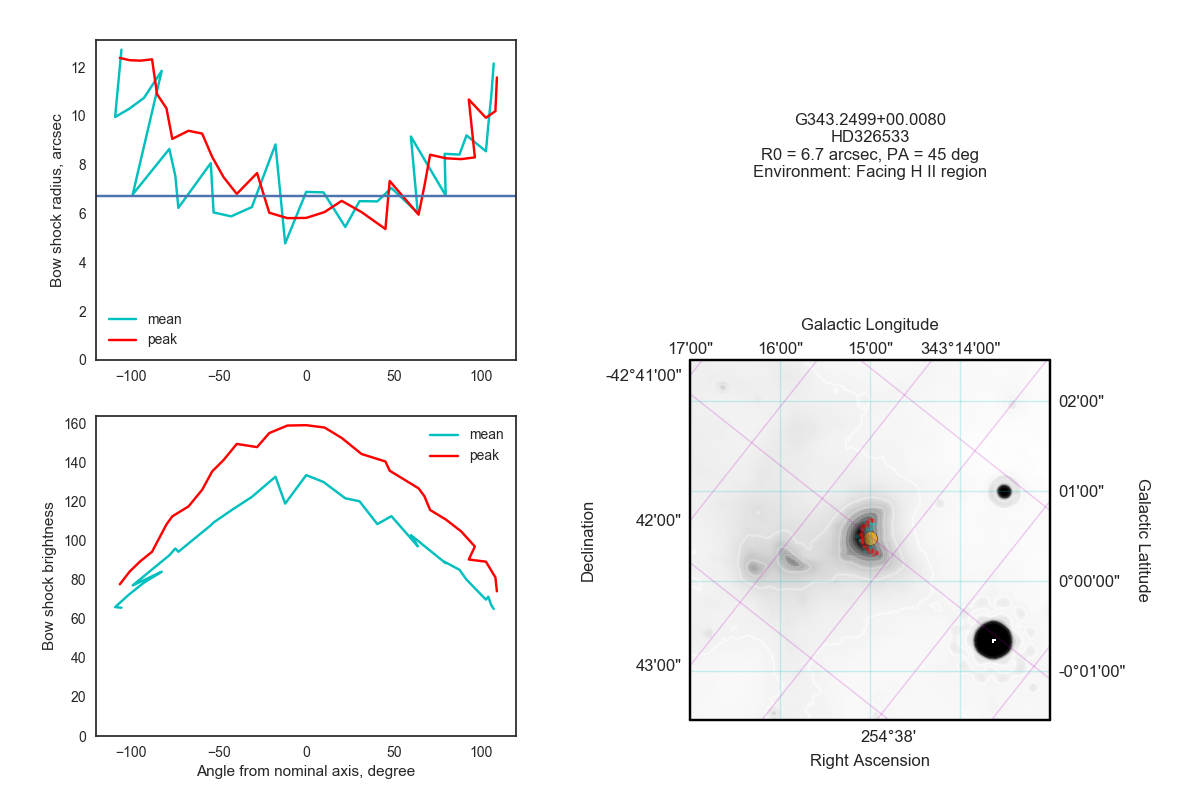 12
10
8
6
4
2
0
Bow shock radius, arcsec
mean
peak
−100
−50
0
50
100
G343.2499+00.0080
HD326533
R0 = 6.7 arcsec, PA = 45 deg
Environment: Facing H II region
160
140
120
100
80
60
40
20
0
Bow shock brightness
mean
peak
−100
−50
0
50
100
Angle from nominal axis, degree
Galactic Longitude
17'00"
16'00"
15'00"
343°14'00"
-42°41'00"
42'00"
43'00"
Declination
02'00"
01'00"
0°00'00"
-0°01'00"
Galactic Latitude
254°38'
Right Ascension